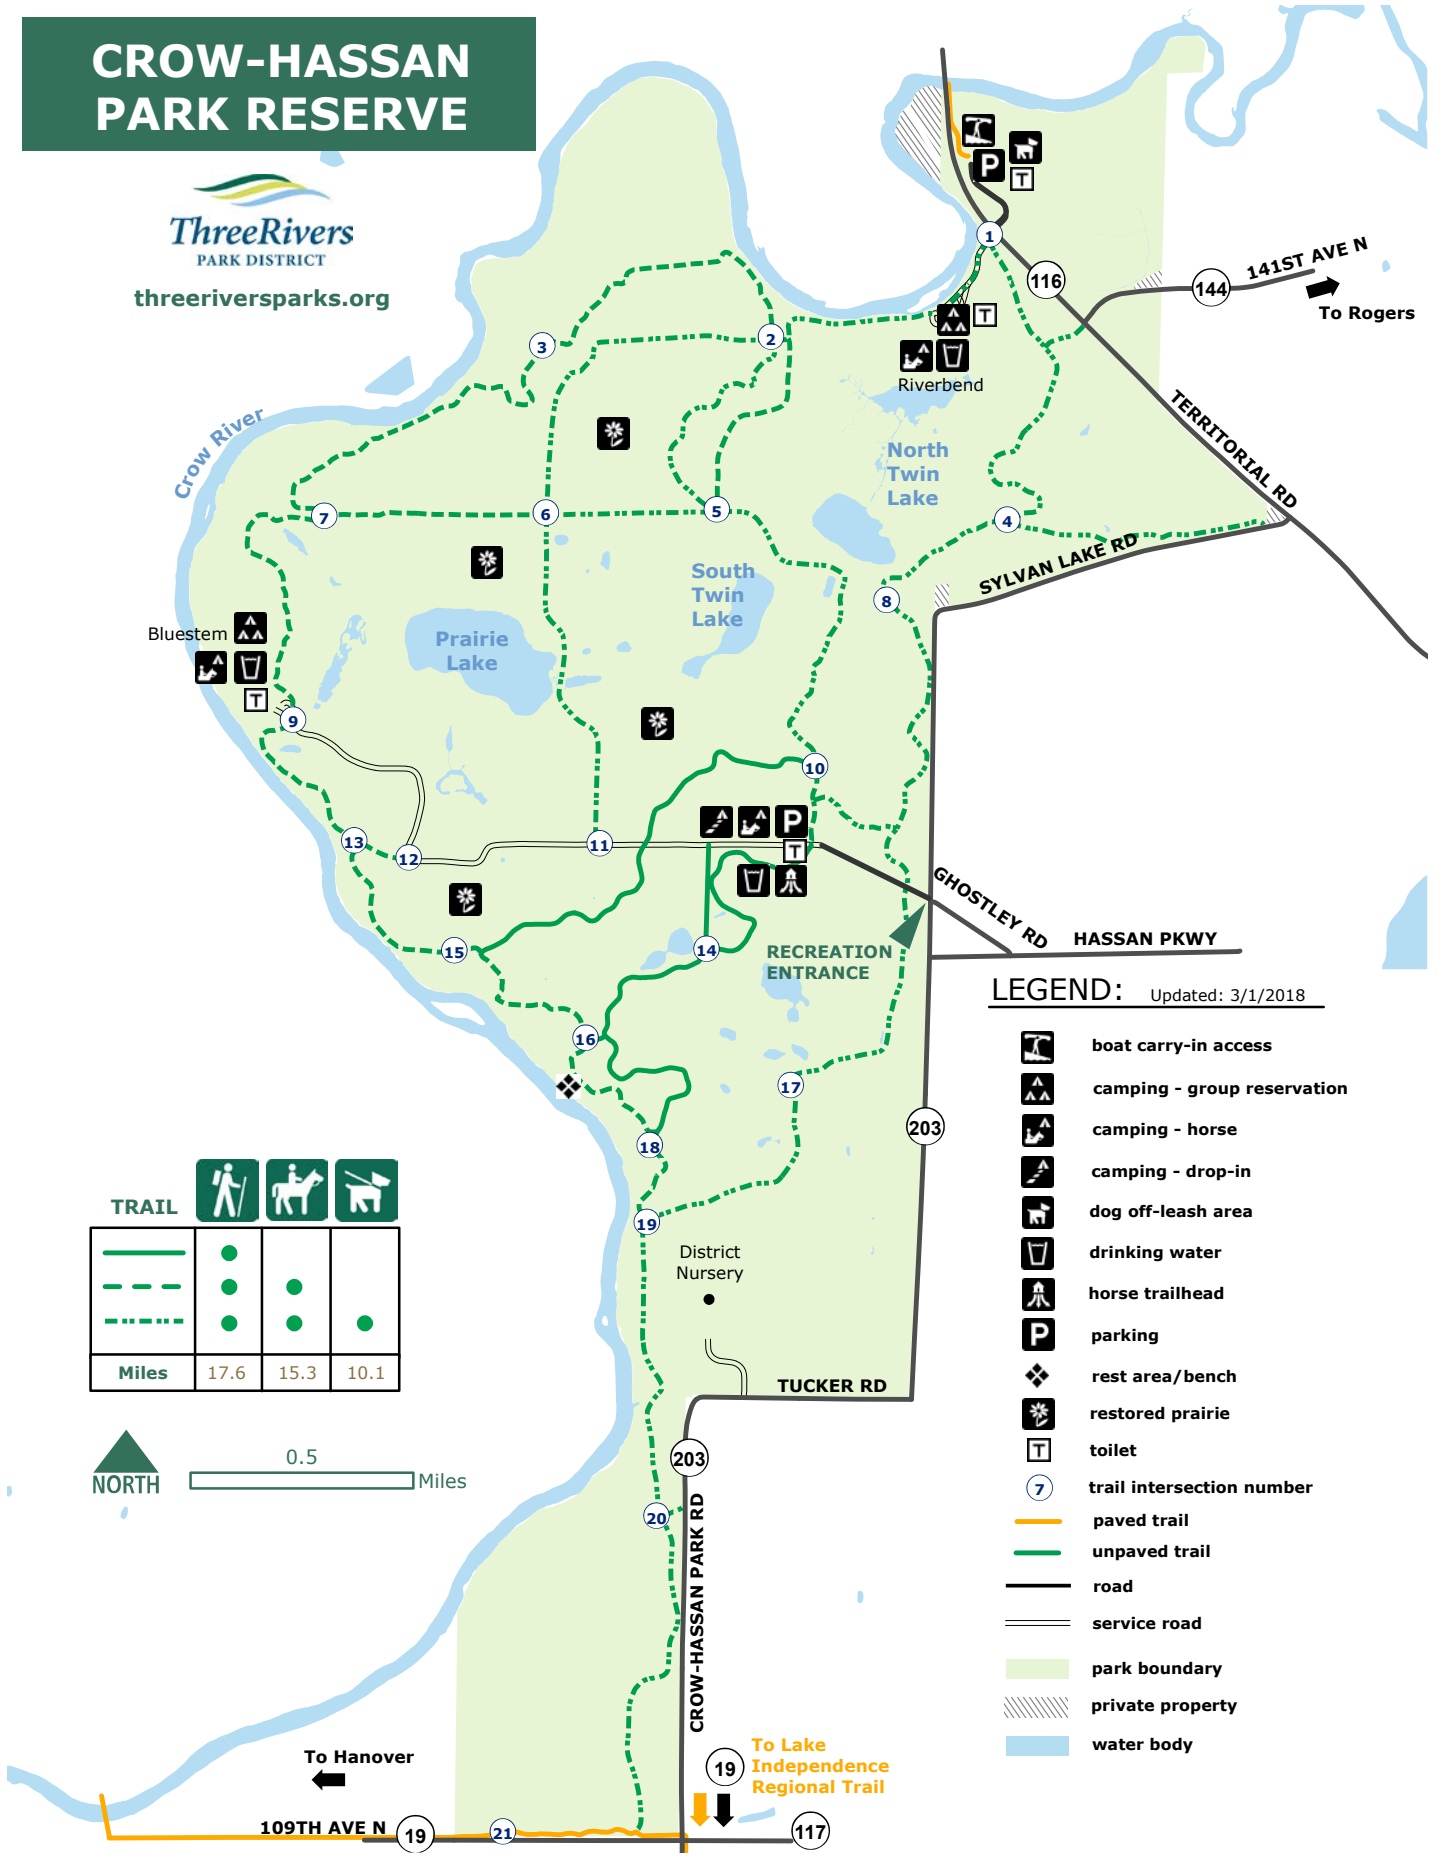 CROW-HASSAN
PARK RESERVE
ThreeRivers
PARK DISTRICT
threeriversparks.org
P
T
1
116
144
141ST AVE N
To Rogers
T
2
3
Riverbend
TERRITORIAL RD
Crow River
North
Twin
Lake
7
6
5
4
SYLVAN LAKE RD
South
Twin
Lake
8
Bluestem
Prairie
Lake
T
9
10
P
13
12
11
T
GHOSTLEY RD
HASSAN PKWY
15
14
RECREATION
ENTRANCE
16
17
203
18
19
District
Nursery
TUCKER RD
203
20
CROW-HASSAN PARK RD
To Hanover
19
To Lake
Independence
Regional Trail
109TH AVE N
19
21
117
LEGEND: Updated: 3/1/2018
boat carry-in access
camping - group reservation
camping - horse
camping - drop-in
dog off-leash area
drinking water
horse trailhead
P parking
rest area/bench
restored prairie
T toilet
7 trail intersection number
paved trail
unpaved trail
road
service road
park boundary
private property
water body
TRAIL
Miles 17.6 15.3 10.1
NORTH
0.5
Miles